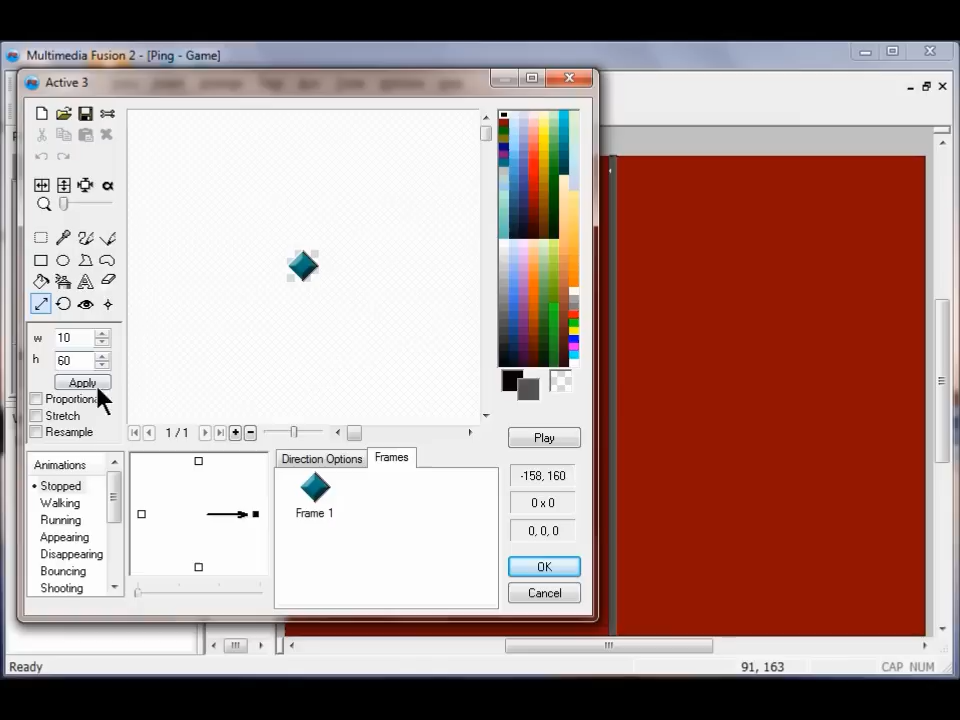 Multimedia Fusion 2 - [Ping - Game]
Active 3
w 10
h 60
Apply
Proportiona
Stretch
Resample
1 / 1
Animations
Stopped
Walking
Running
Appearing
Disappearing
Bouncing
Shooting
Direction Options
Frames
Frame 1
Play
-158, 160
0 x 0
0, 0, 0
OK
Cancel
Ready
91, 163
CAP NUM